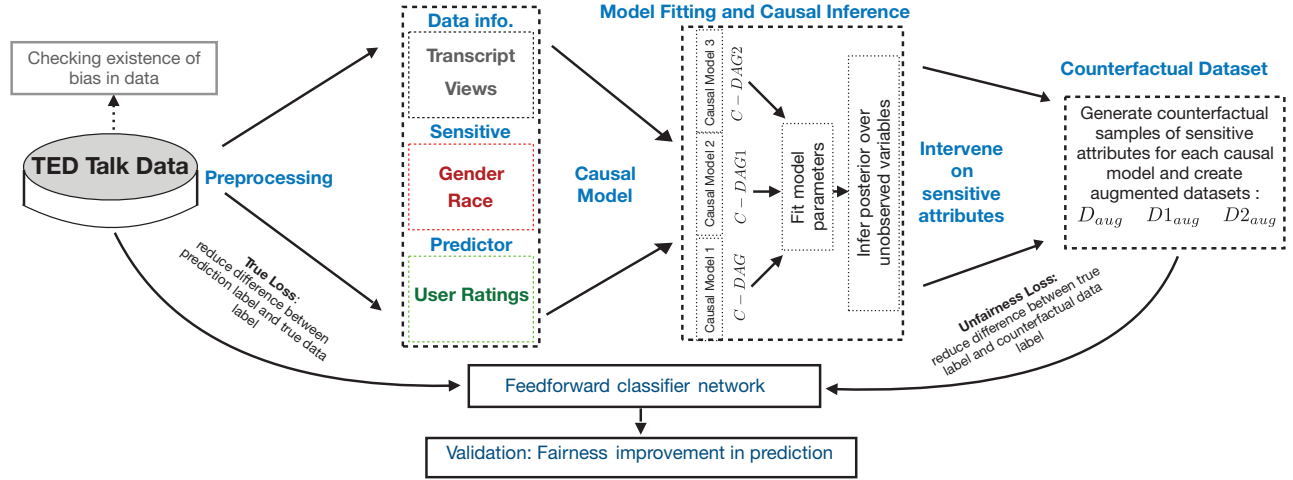 Checking existence of
bias in data
TED Talk Data
Preprocessing
True Loss:
reduce difference between
prediction label and true data
label
Data info.
Transcript
Views
Sensitive
Gender
Race
Predictor
User Ratings
Causal
Model
Model Fitting and Causal Inference
Causal Model 3
C − DAG2
Causal Model 2
C − DAG1
Causal Model 1
C − DAG
Fit model
parameters
Infer posterior over
unobserved variables
Intervene
on
sensitive
attributes
Counterfactual Dataset
Generate counterfactual
samples of sensitive
attributes for each causal
model and create
augmented datasets :
D_aug D1_aug D2_aug
Unfairness Loss:
reduce difference between true
label and counterfactual data
label
Feedforward classifier network
Validation: Fairness improvement in prediction